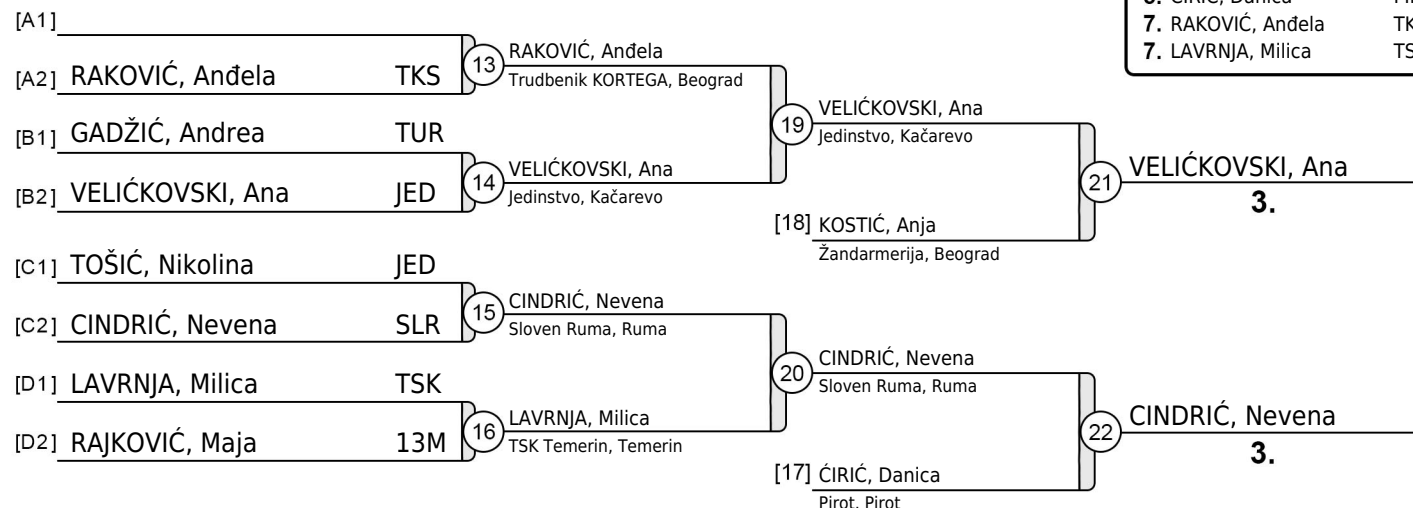 [A1]
[A2] RAKOVIĆ, Anđela TKS
[B1] GADŽIĆ, Andrea TUR
[B2] VELIĆKOVSKI, Ana JED
[C1] TOŠIĆ, Nikolina JED
[C2] CINDRIĆ, Nevena SLR
[D1] LAVRNJA, Milica TSK
[D2] RAJKOVIĆ, Maja 13M
13 RAKOVIĆ, Anđela
Trudbenik KORTEGA, Beograd
14 VELIĆKOVSKI, Ana
Jedinstvo, Kačarevo
15 CINDRIĆ, Nevena
Sloven Ruma, Ruma
16 LAVRNJA, Milica
TSK Temerin, Temerin
19 VELIĆKOVSKI, Ana
Jedinstvo, Kačarevo
[18] KOSTIĆ, Anja
Žandarmerija, Beograd
20 CINDRIĆ, Nevena
Sloven Ruma, Ruma
[17] ĆIRIĆ, Danica
Pirot, Pirot
21 VELIĆKOVSKI, Ana
3.
22 CINDRIĆ, Nevena
3.
7. RAKOVIĆ, Anđela TK
7. LAVRNJA, Milica TS